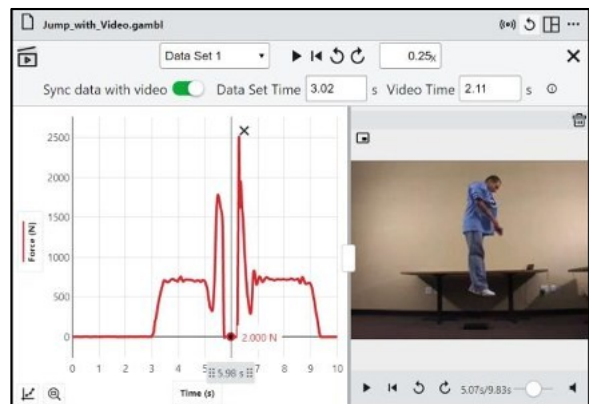 Jump_with_Video.gambl
Data Set 1
0.25x
Sync data with video Data Set Time 3.02 s Video Time 2.11 s
2500
2000
1500
1000
500
0
Force (N)
2.000 N
0 1 2 3 4 5 5.98 s 7 8 9 10
Time (s)
5.07s/9.83s